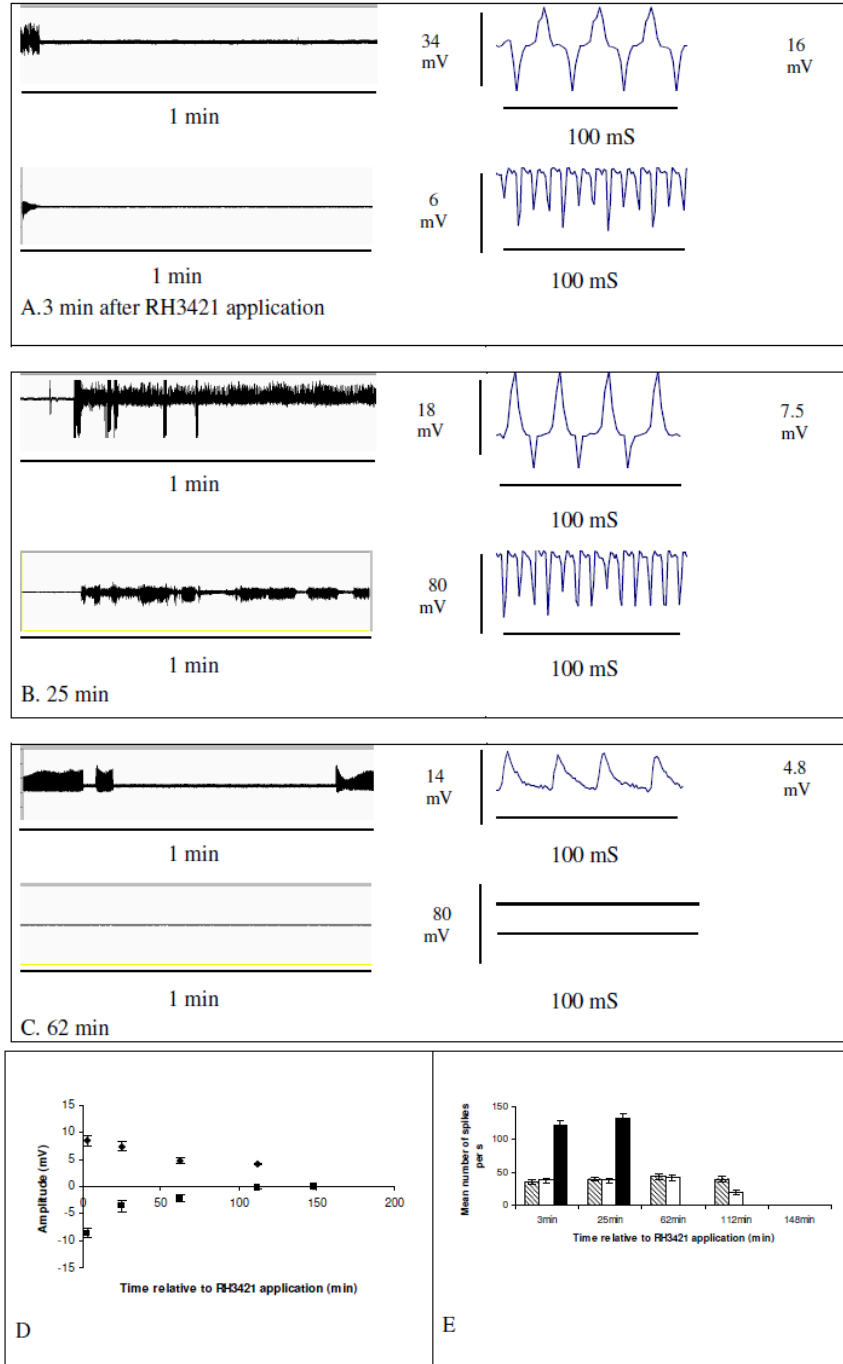 34
mV
16
mV
1 min
100 mS
6
mV
1 min
100 mS
A.3 min after RH3421 application
18
mV
7.5
mV
1 min
100 mS
80
mV
1 min
100 mS
B. 25 min
14
mV
4.8
mV
1 min
100 mS
80
mV
1 min
100 mS
C. 62 min
15
10
5
0
-5
-10
-15
0
50
100
150
200
Amplitude (mV)
Time relative to RH3421 application (min)
D
150
100
50
0
Mean number of spikes
per s
3min
25min
62min
112min
148min
Time relative to RH3421 application (min)
E